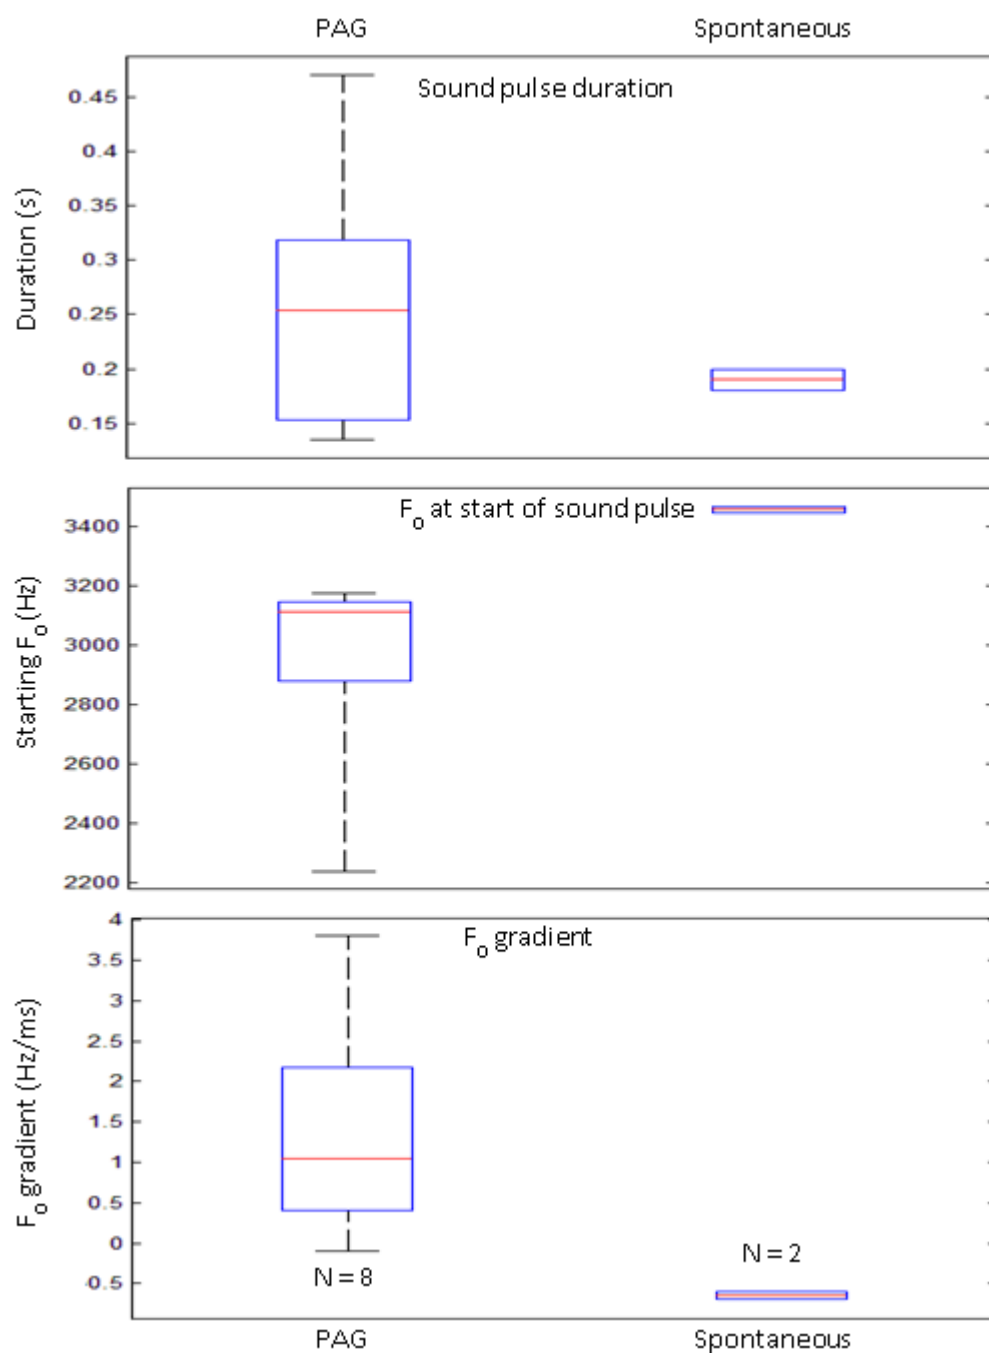 PAG Spontaneous
Sound pulse duration
Duration (s)
0.45
0.4
0.35
0.3
0.25
0.2
0.15
Fo at start of sound pulse
Starting Fo (Hz)
3400
3200
3000
2800
2600
2400
2200
Fo gradient
Fo gradient (Hz/ms)
4
3.5
3
2.5
2
1.5
1
0.5
0
-0.5
N = 8
N = 2
PAG Spontaneous